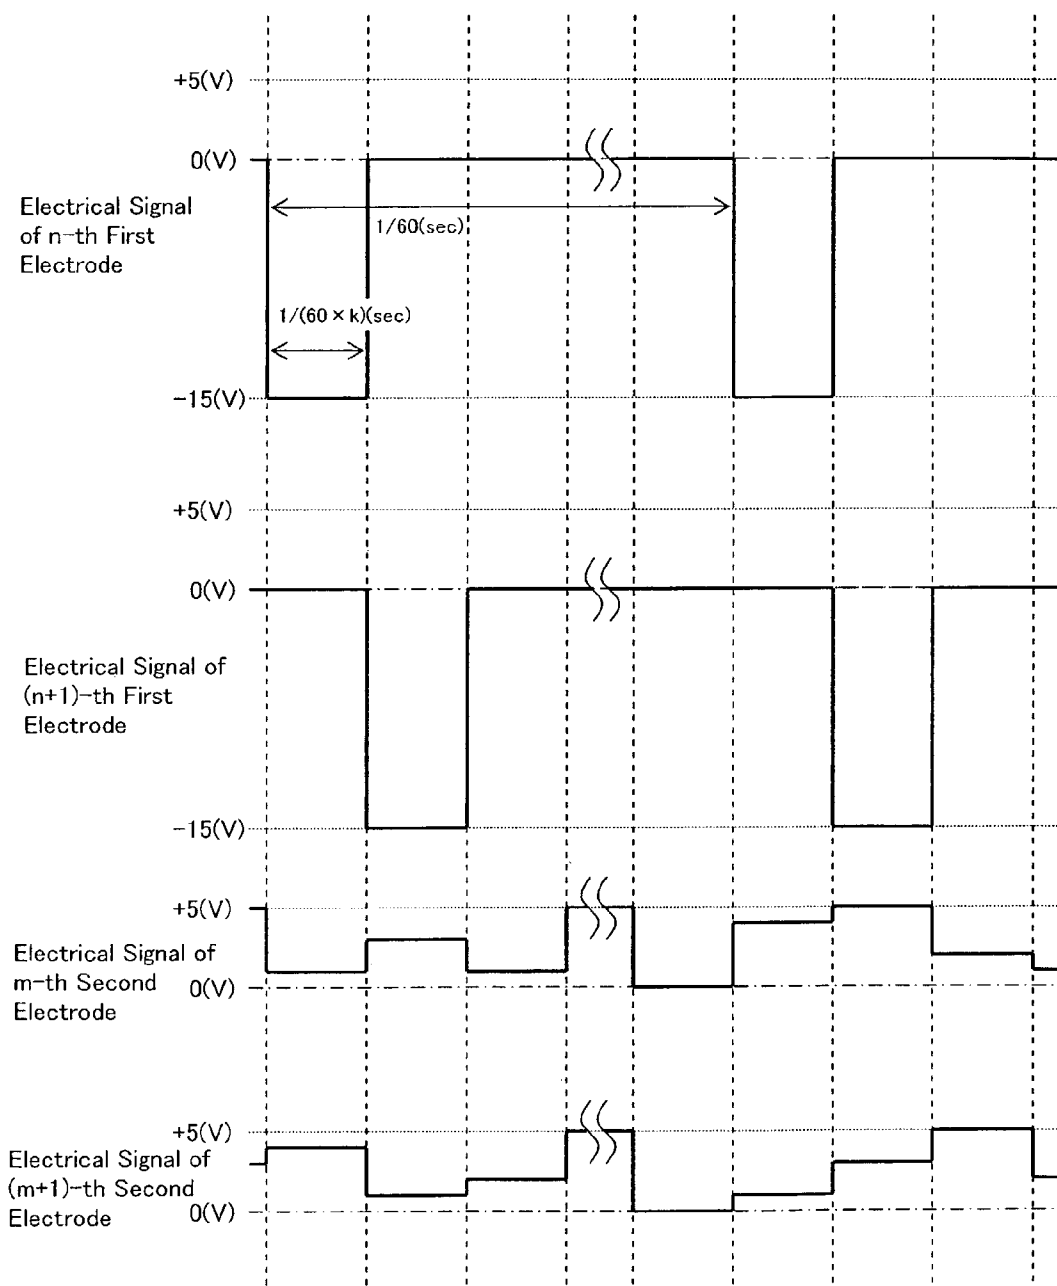 +5(V)
0(V)
Electrical Signal
of n-th First
Electrode
1/60(sec)
1/(60×k)(sec)
-15(V)
+5(V)
0(V)
Electrical Signal of
(n+1)-th First
Electrode
-15(V)
+5(V)
Electrical Signal of
m-th Second
Electrode
0(V)
+5(V)
Electrical Signal of
(m+1)-th Second
Electrode
0(V)